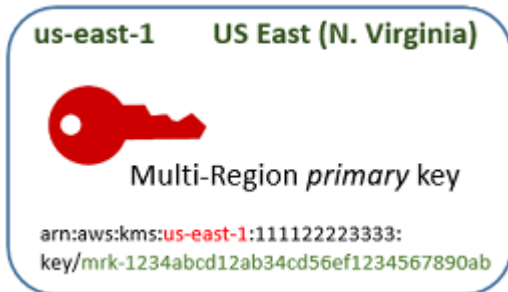 us-east-1 US East (N. Virginia)
Multi-Region primary key
arn:aws:kms:us-east-1:111122223333:
key/mrk-1234abcd12ab34cd56ef1234567890ab